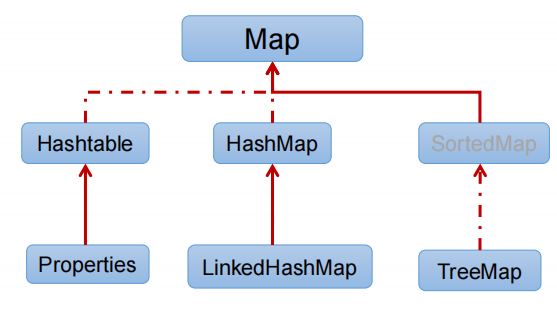 Map
Hashtable
HashMap
SortedMap
Properties
LinkedHashMap
TreeMap